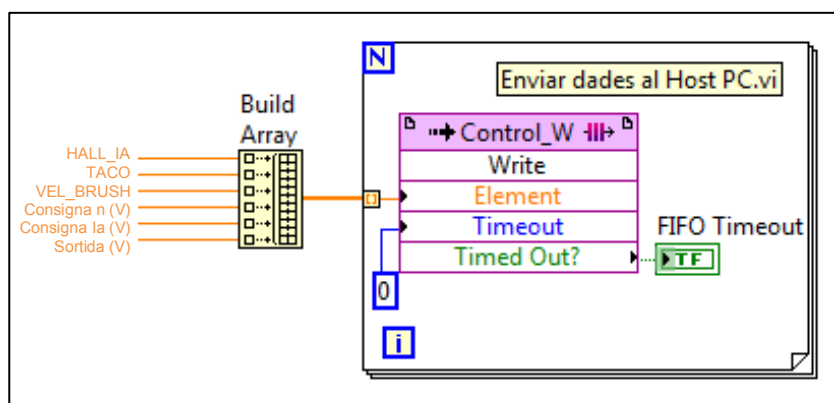 N
Enviar dades al Host PC.vi
Build
Array
HALL_IA
TACO
VEL_BRUSH
Consigna n (V)
Consigna Ia (V)
Sortida (V)
Control_W
Write
Element
Timeout
Timed Out?
FIFO Timeout
TF
0
i